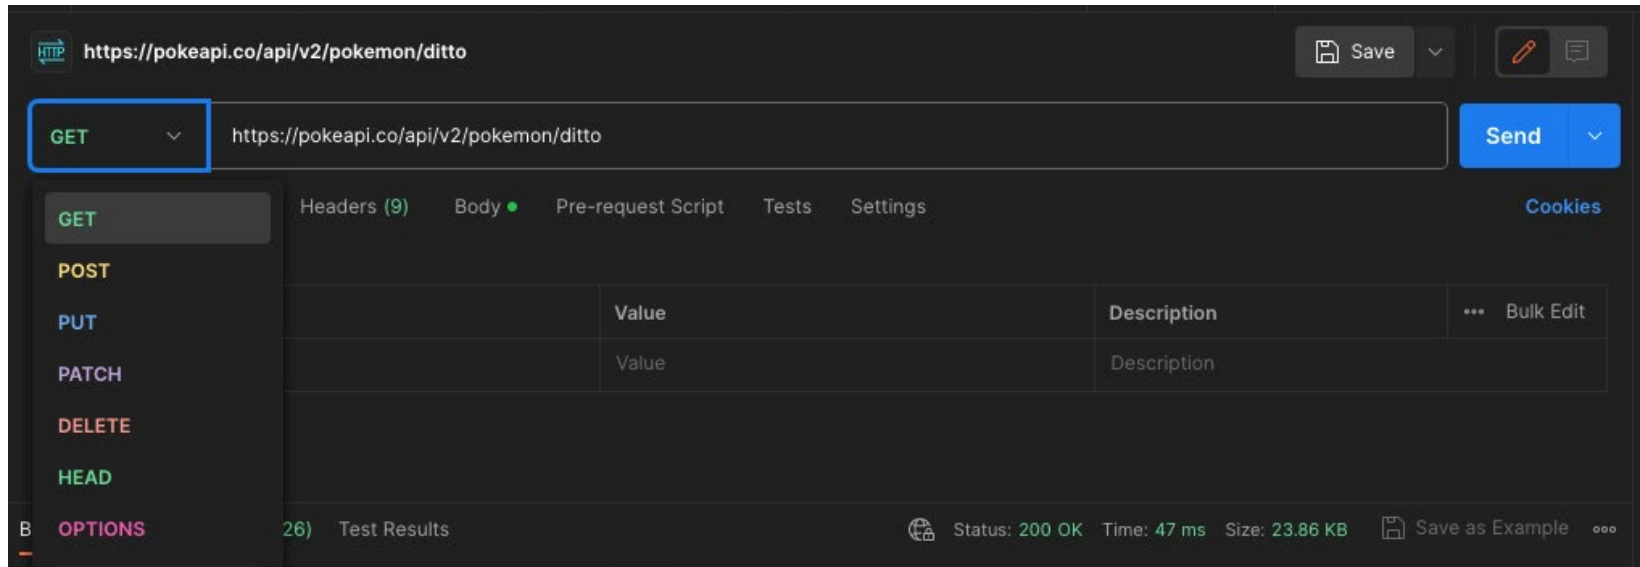 HTTP https://pokeapi.co/api/v2/pokemon/ditto Save
GET https://pokeapi.co/api/v2/pokemon/ditto Send
GET Headers (9) Body Pre-request Script Tests Settings Cookies
POST
PUT Value Description ••• Bulk Edit
PATCH Value Description
DELETE
HEAD
B OPTIONS 26) Test Results Status: 200 OK Time: 47 ms Size: 23.86 KB Save as Example